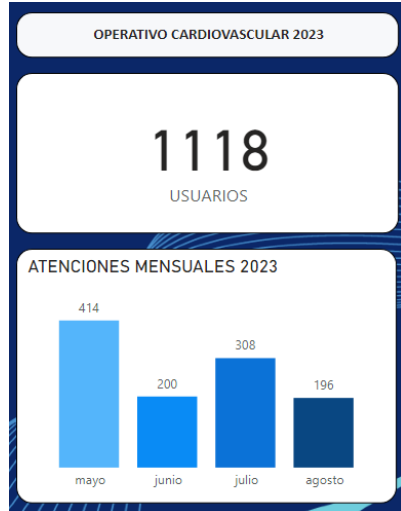 OPERATIVO CARDIOVASCULAR 2023
1118
USUARIOS
ATENCIONES MENSUALES 2023
414
200
308
196
mayo junio julio agosto